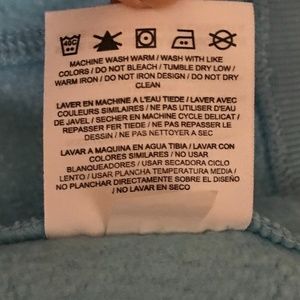 40C
MACHINE WASH WARM / WASH WITH LIKE
COLORS / DO NOT BLEACH / TUMBLE DRY LOW /
WARM IRON / DO NOT IRON DESIGN / DO NOT DRY
CLEAN
LAVER EN MACHINE A L'EAU TIEDE / LAVER AVEC
COULEURS SIMILAIRES / NE PAS UTILISER D'EAU
DE JAVEL / SECHER EN MACHINE CYCLE DELICAT /
REPASSER FER TIEDE / NE PAS REPASSER LE
DESSIN / NE PAS NETTOYER A SEC
LAVAR A MAQUINA EN AGUA TIBIA / LAVAR CON
COLORES SIMILARES / NO USAR
BLANQUEADORES / USAR SECADORA CICLO
LENTO / USAR PLANCHA TEMPERATURA MEDIA /
NO PLANCHAR DIRECTAMENTE SOBRE EL DISEÑO
/ NO LAVAR EN SECO